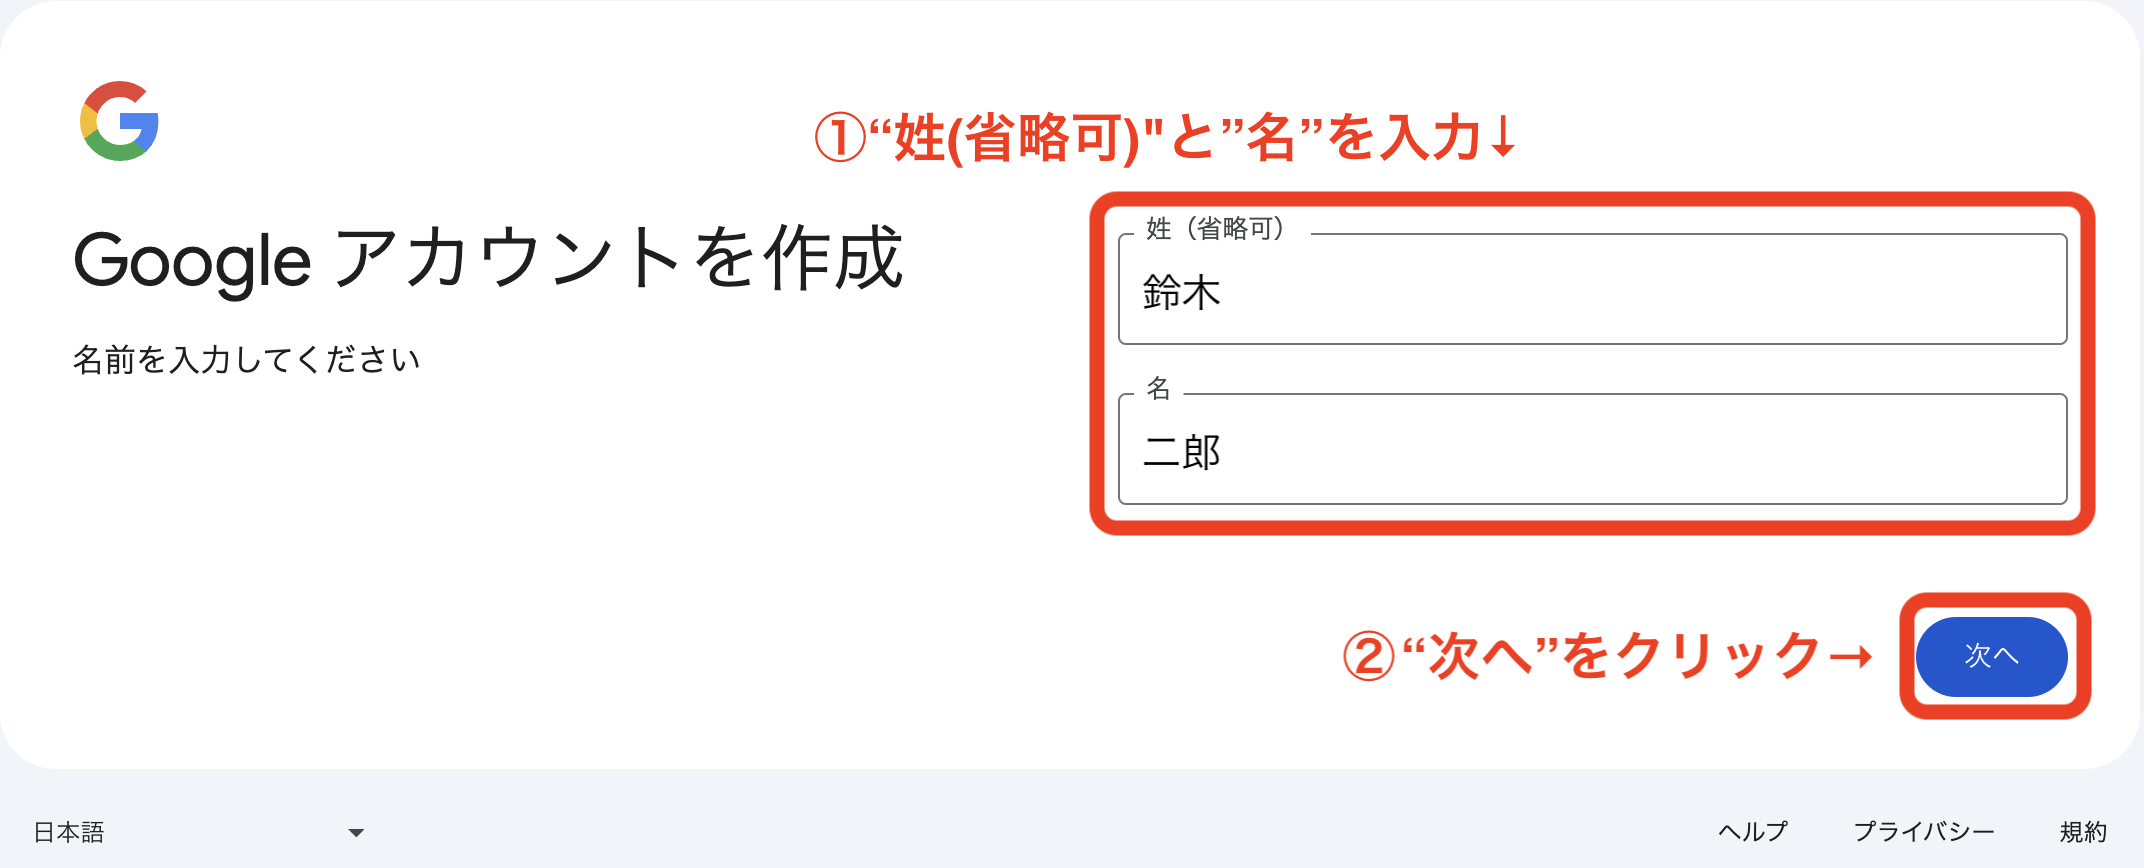 ①“姓(省略可)"と”名”を入力↓
Google アカウントを作成
名前を入力してください
姓（省略可）
鈴木
名
二郎
②“次へ”をクリック→
次へ
日本語
ヘルプ
プライバシー
規約